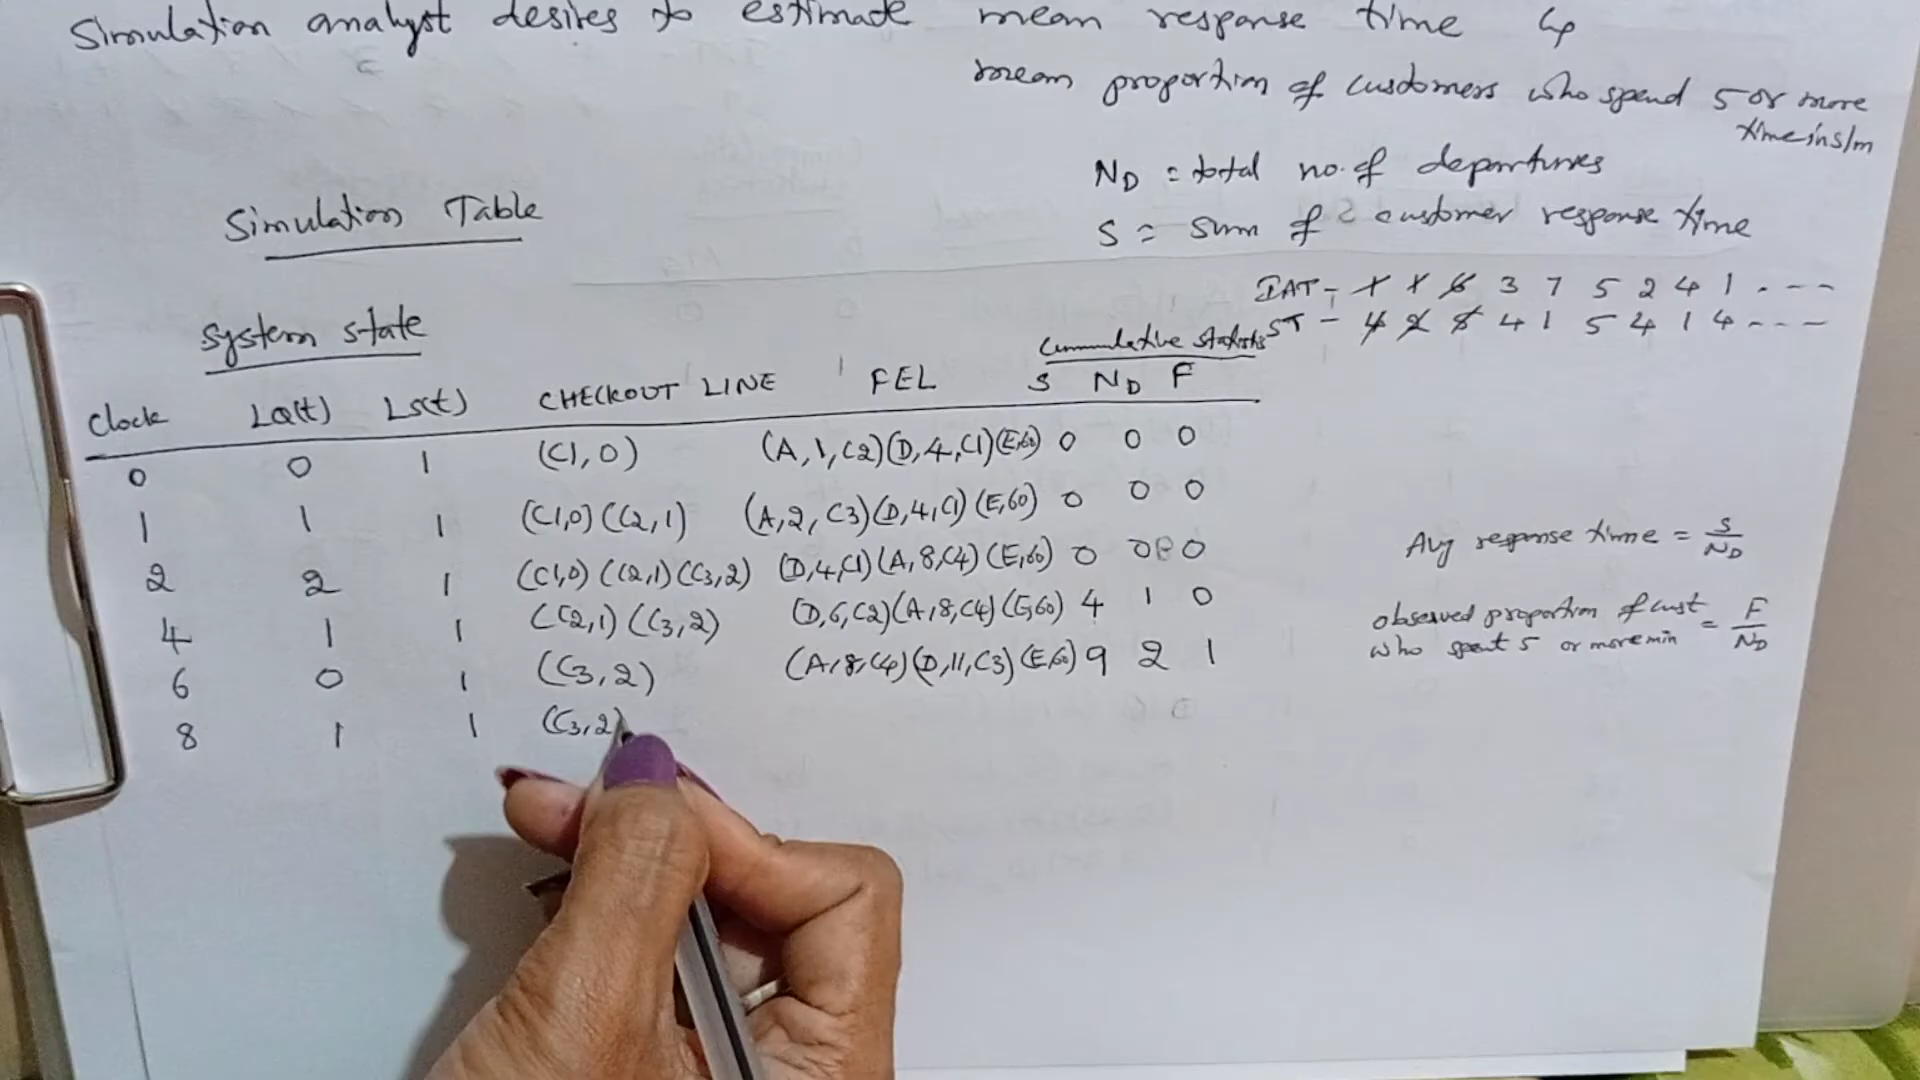 Simulation analyst desires to estimate mean response time &
mean proportion of customers who spend 5 or more
time in s/m
ND = total no. of departures
S = Sum of customer response time
Simulation Table
IAT - 1 1 6 3 7 5 2 4 1 . - - -
ST - 4 2 5 4 1 5 4 1 4 - - - -
System state
Cummulative Statistics
Clock LQ(t) LS(t) CHECKOUT LINE FEL S ND F
0 0 1 (C1,0) (A,1,C2)(D,4,C1)(E,60) 0 0 0
1 1 1 (C1,0)(C2,1) (A,2,C3)(D,4,C1)(E,60) 0 0 0
2 2 1 (C1,0)(C2,1)(C3,2) (D,4,C1)(A,8,C4)(E,60) 0 0 0
4 1 1 (C2,1)(C3,2) (D,6,C2)(A,8,C4)(E,60) 4 1 0
6 0 1 (C3,2) (A,8,C4)(D,11,C3)(E,60) 9 2 1
8 1 1 (C3,2)
Avg response time = S/ND
observed proportion of cust
who spent 5 or more min = F/ND